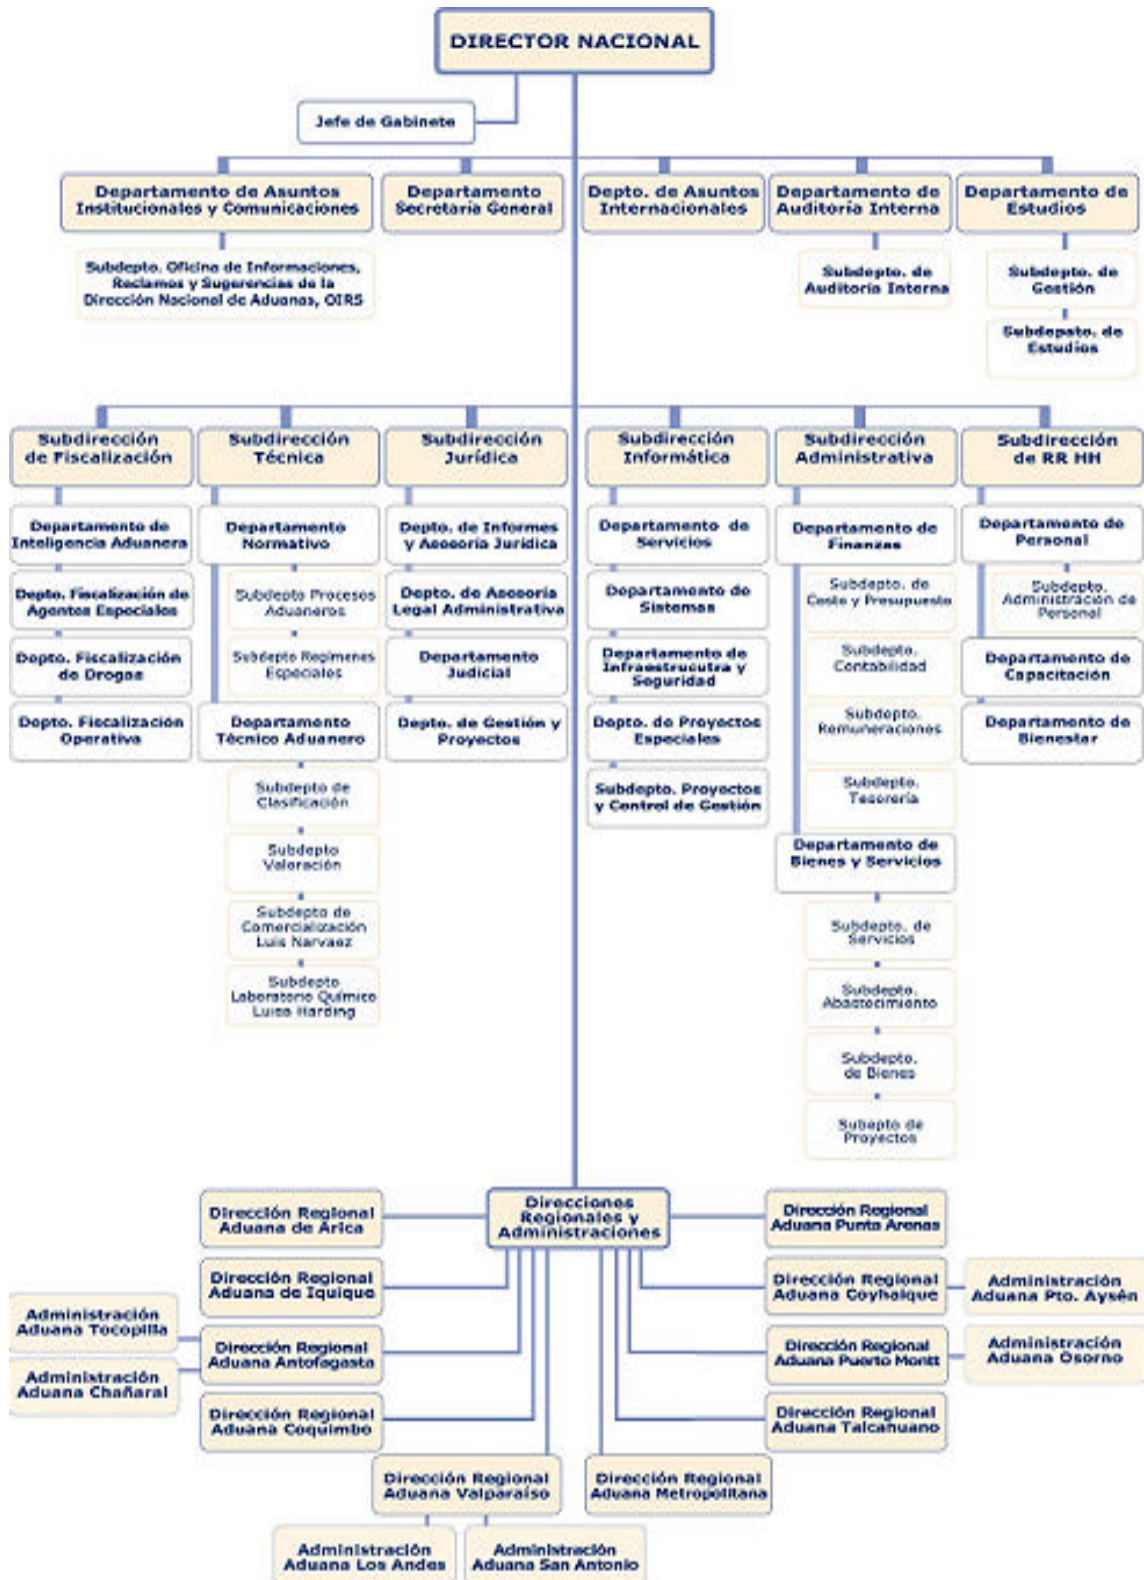 DIRECTOR NACIONAL
Jefe de Gabinete
Departamento de Asuntos
Institucionales y Comunicaciones
Departamento
Secretaría General
Depto. de Asuntos
Internacionales
Departamento de
Auditoría Interna
Departamento de
Estudios
Subdepto. Oficina de Informaciones,
Reclamos y Sugerencias de la
Dirección Nacional de Aduanas, OIRS
Subdepto. de
Auditoría Interna
Subdepto. de
Gestión
Subdepato. de
Estudios
Subdirección
de Fiscalización
Subdirección
Técnica
Subdirección
Jurídica
Subdirección
Informática
Subdirección
Administrativa
Subdirección
de RR HH
Departamento de
Inteligencia Aduanera
Depto. Fiscalización de
Agentes Especiales
Depto. Fiscalización
de Drogas
Depto. Fiscalización
Operativa
Departamento
Normativo
Subdepto Procesos
Aduaneros
Subdepto Regímenes
Especiales
Departamento
Técnico Aduanero
Subdepto de
Clasificación
Subdepto
Valoración
Subdepto de
Comercialización
Luis Narvaez
Subdepto
Laboratorio Químico
Luisa Harding
Depto. de Informes
y Asesoría Jurídica
Depto. de Asesoría
Legal Administrativa
Departamento
Judicial
Depto. de Gestión y
Proyectos
Departamento de
Servicios
Departamento de
Sistemas
Departamento de
Infraestrucutra y
Seguridad
Depto. de Proyectos
Especiales
Subdepto. Proyectos
y Control de Gestión
Departamento de
Finanzas
Subdepto. de
Costo y Presupuesto
Subdepto.
Contabilidad
Subdepto.
Remuneraciones
Subdepto.
Tesorería
Departamento de
Bienes y Servicios
Subdepto. de
Servicios
Subdepto.
Abastecimiento
Subdepto.
de Bienes
Subepto de
Proyectos
Departamento de
Personal
Subdepto.
Administración de
Personal
Departamento de
Capacitación
Departamento de
Bienestar
Direcciones
Regionales y
Administraciones
Dirección Regional
Aduana de Arica
Dirección Regional
Aduana Punta Arenas
Dirección Regional
Aduana de Iquique
Dirección Regional
Aduana Coyhaique
Administración
Aduana Pto. Aysén
Administración
Aduana Tocopilla
Dirección Regional
Aduana Antofagasta
Dirección Regional
Aduana Puerto Montt
Administración
Aduana Osorno
Administración
Aduana Chañaral
Dirección Regional
Aduana Coquimbo
Dirección Regional
Aduana Talcahuano
Dirección Regional
Aduana Valparaíso
Dirección Regional
Aduana Metropolitana
Administración
Aduana Los Andes
Administración
Aduana San Antonio